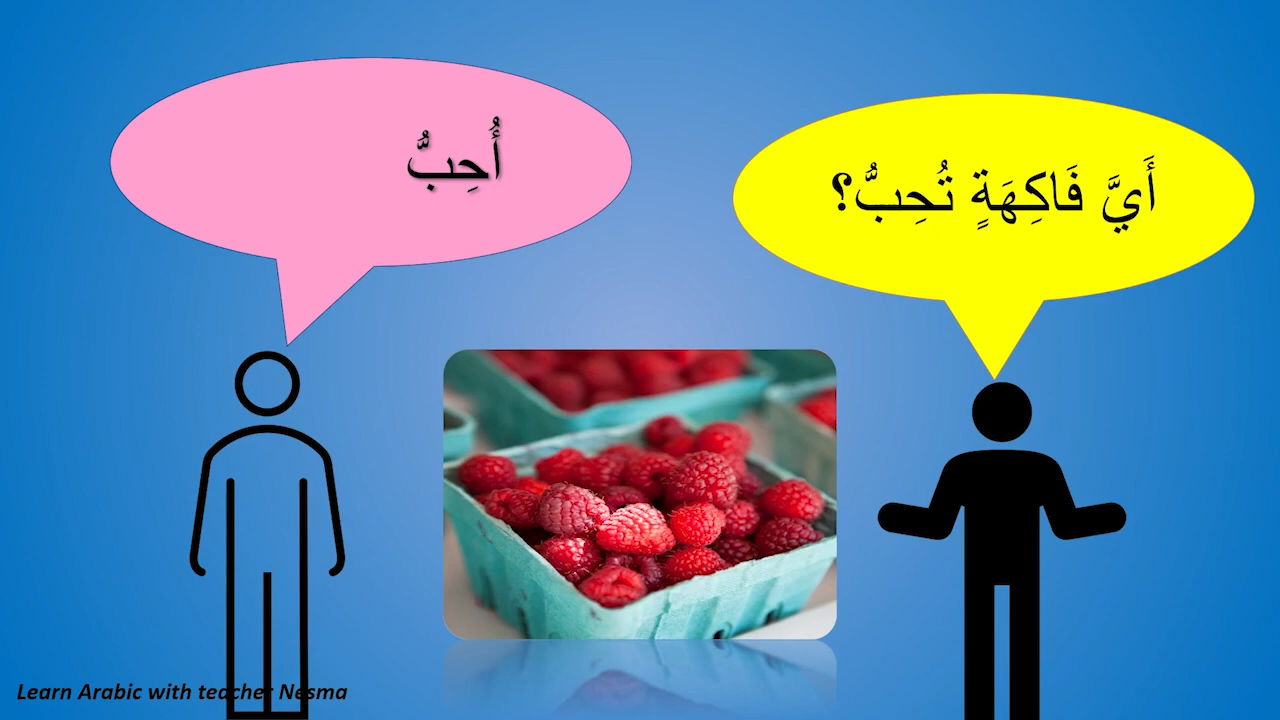 أَيَّ فَاكِهَةٍ تُحِبُّ؟
أُحِبُّ
Learn Arabic with teacher Nesma